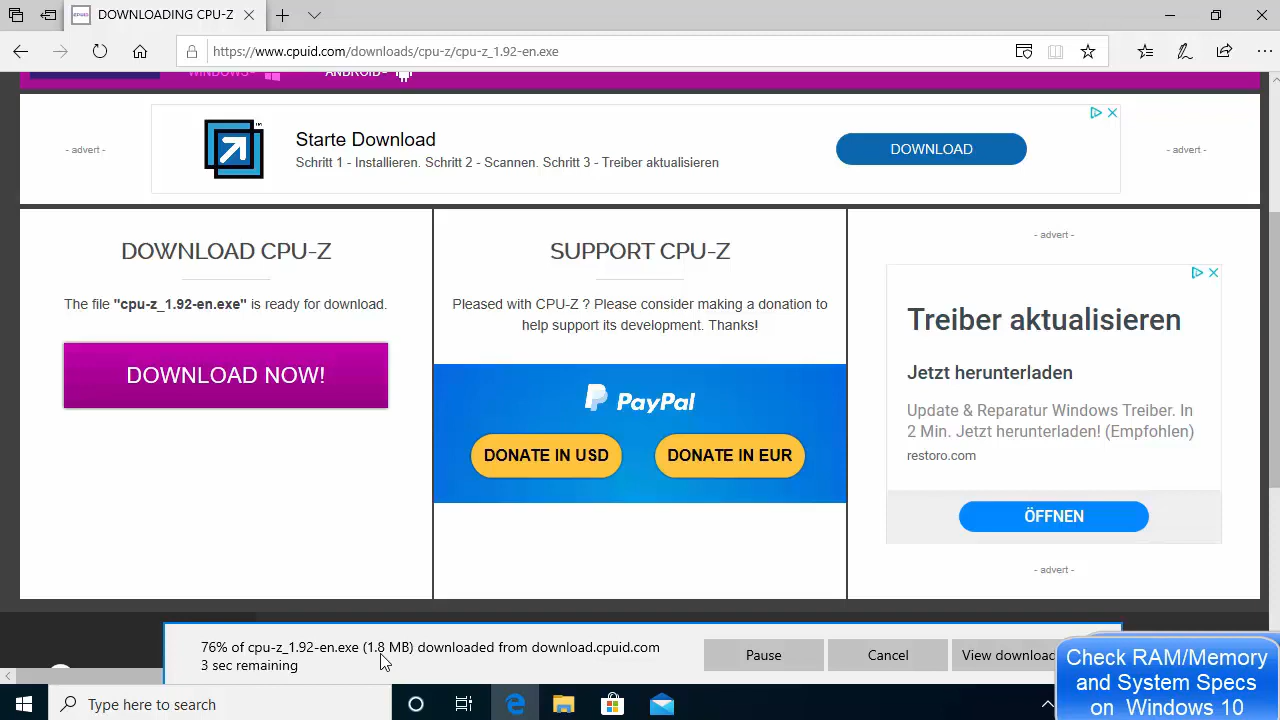 DOWNLOADING CPU-Z
https://www.cpuid.com/downloads/cpu-z/cpu-z_1.92-en.exe
WINDOWS ANDROID
- advert -
Starte Download
Schritt 1 - Installieren. Schritt 2 - Scannen. Schritt 3 - Treiber aktualisieren
DOWNLOAD
- advert -
DOWNLOAD CPU-Z
The file "cpu-z_1.92-en.exe" is ready for download.
DOWNLOAD NOW!
SUPPORT CPU-Z
Pleased with CPU-Z ? Please consider making a donation to
help support its development. Thanks!
PayPal
DONATE IN USD
DONATE IN EUR
- advert -
Treiber aktualisieren
Jetzt herunterladen
Update & Reparatur Windows Treiber. In
2 Min. Jetzt herunterladen! (Empfohlen)
restoro.com
ÖFFNEN
- advert -
76% of cpu-z_1.92-en.exe (1.8 MB) downloaded from download.cpuid.com
3 sec remaining
Pause
Cancel
View download
Check RAM/Memory
and System Specs
on Windows 10
Type here to search